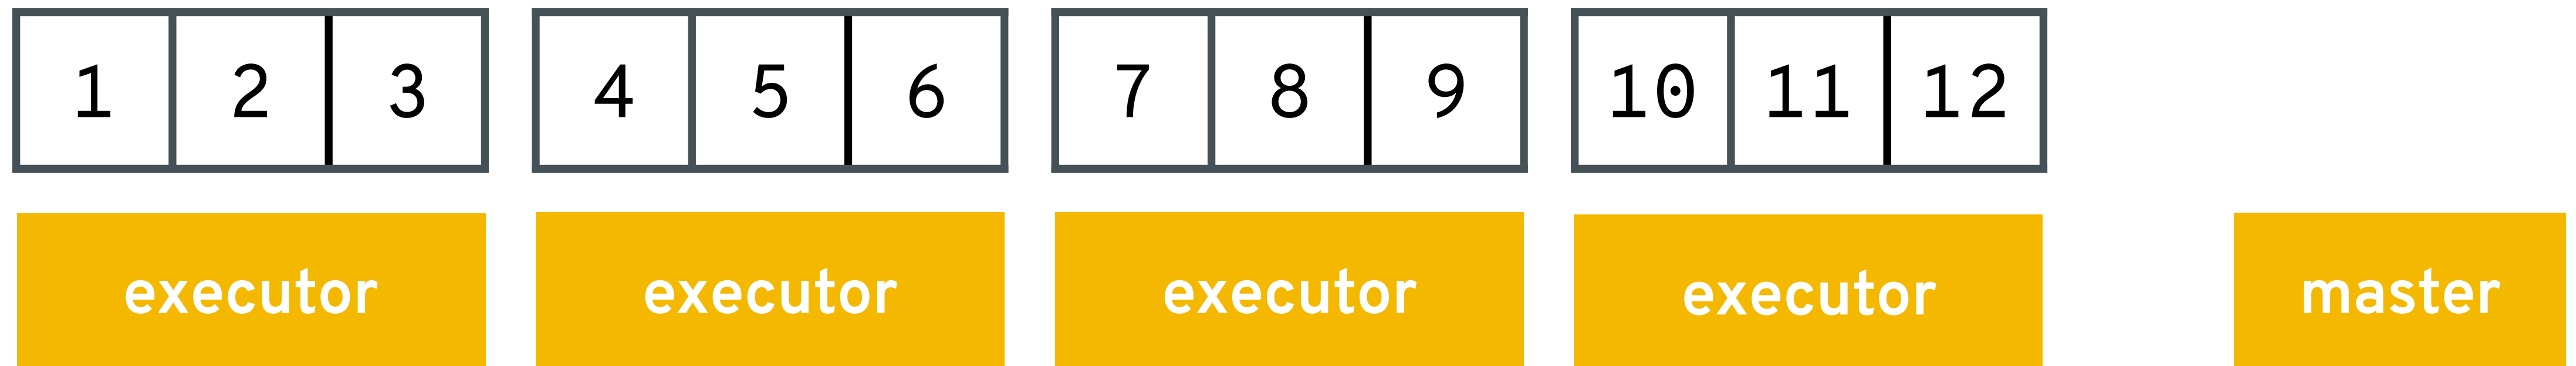 1 2 3 4 5 6 7 8 9 10 11 12
executor executor executor executor master